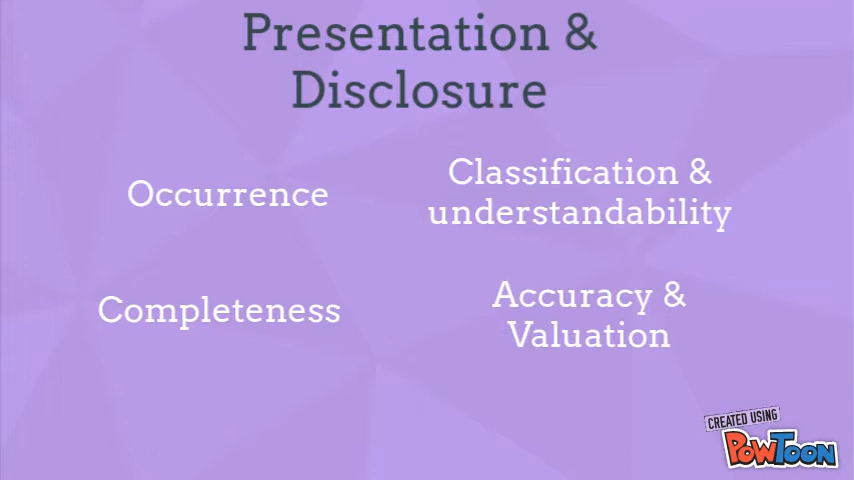 Presentation &
Disclosure
Occurrence
Classification &
understandability
Completeness
Accuracy &
Valuation
CREATED USING
POWTOON